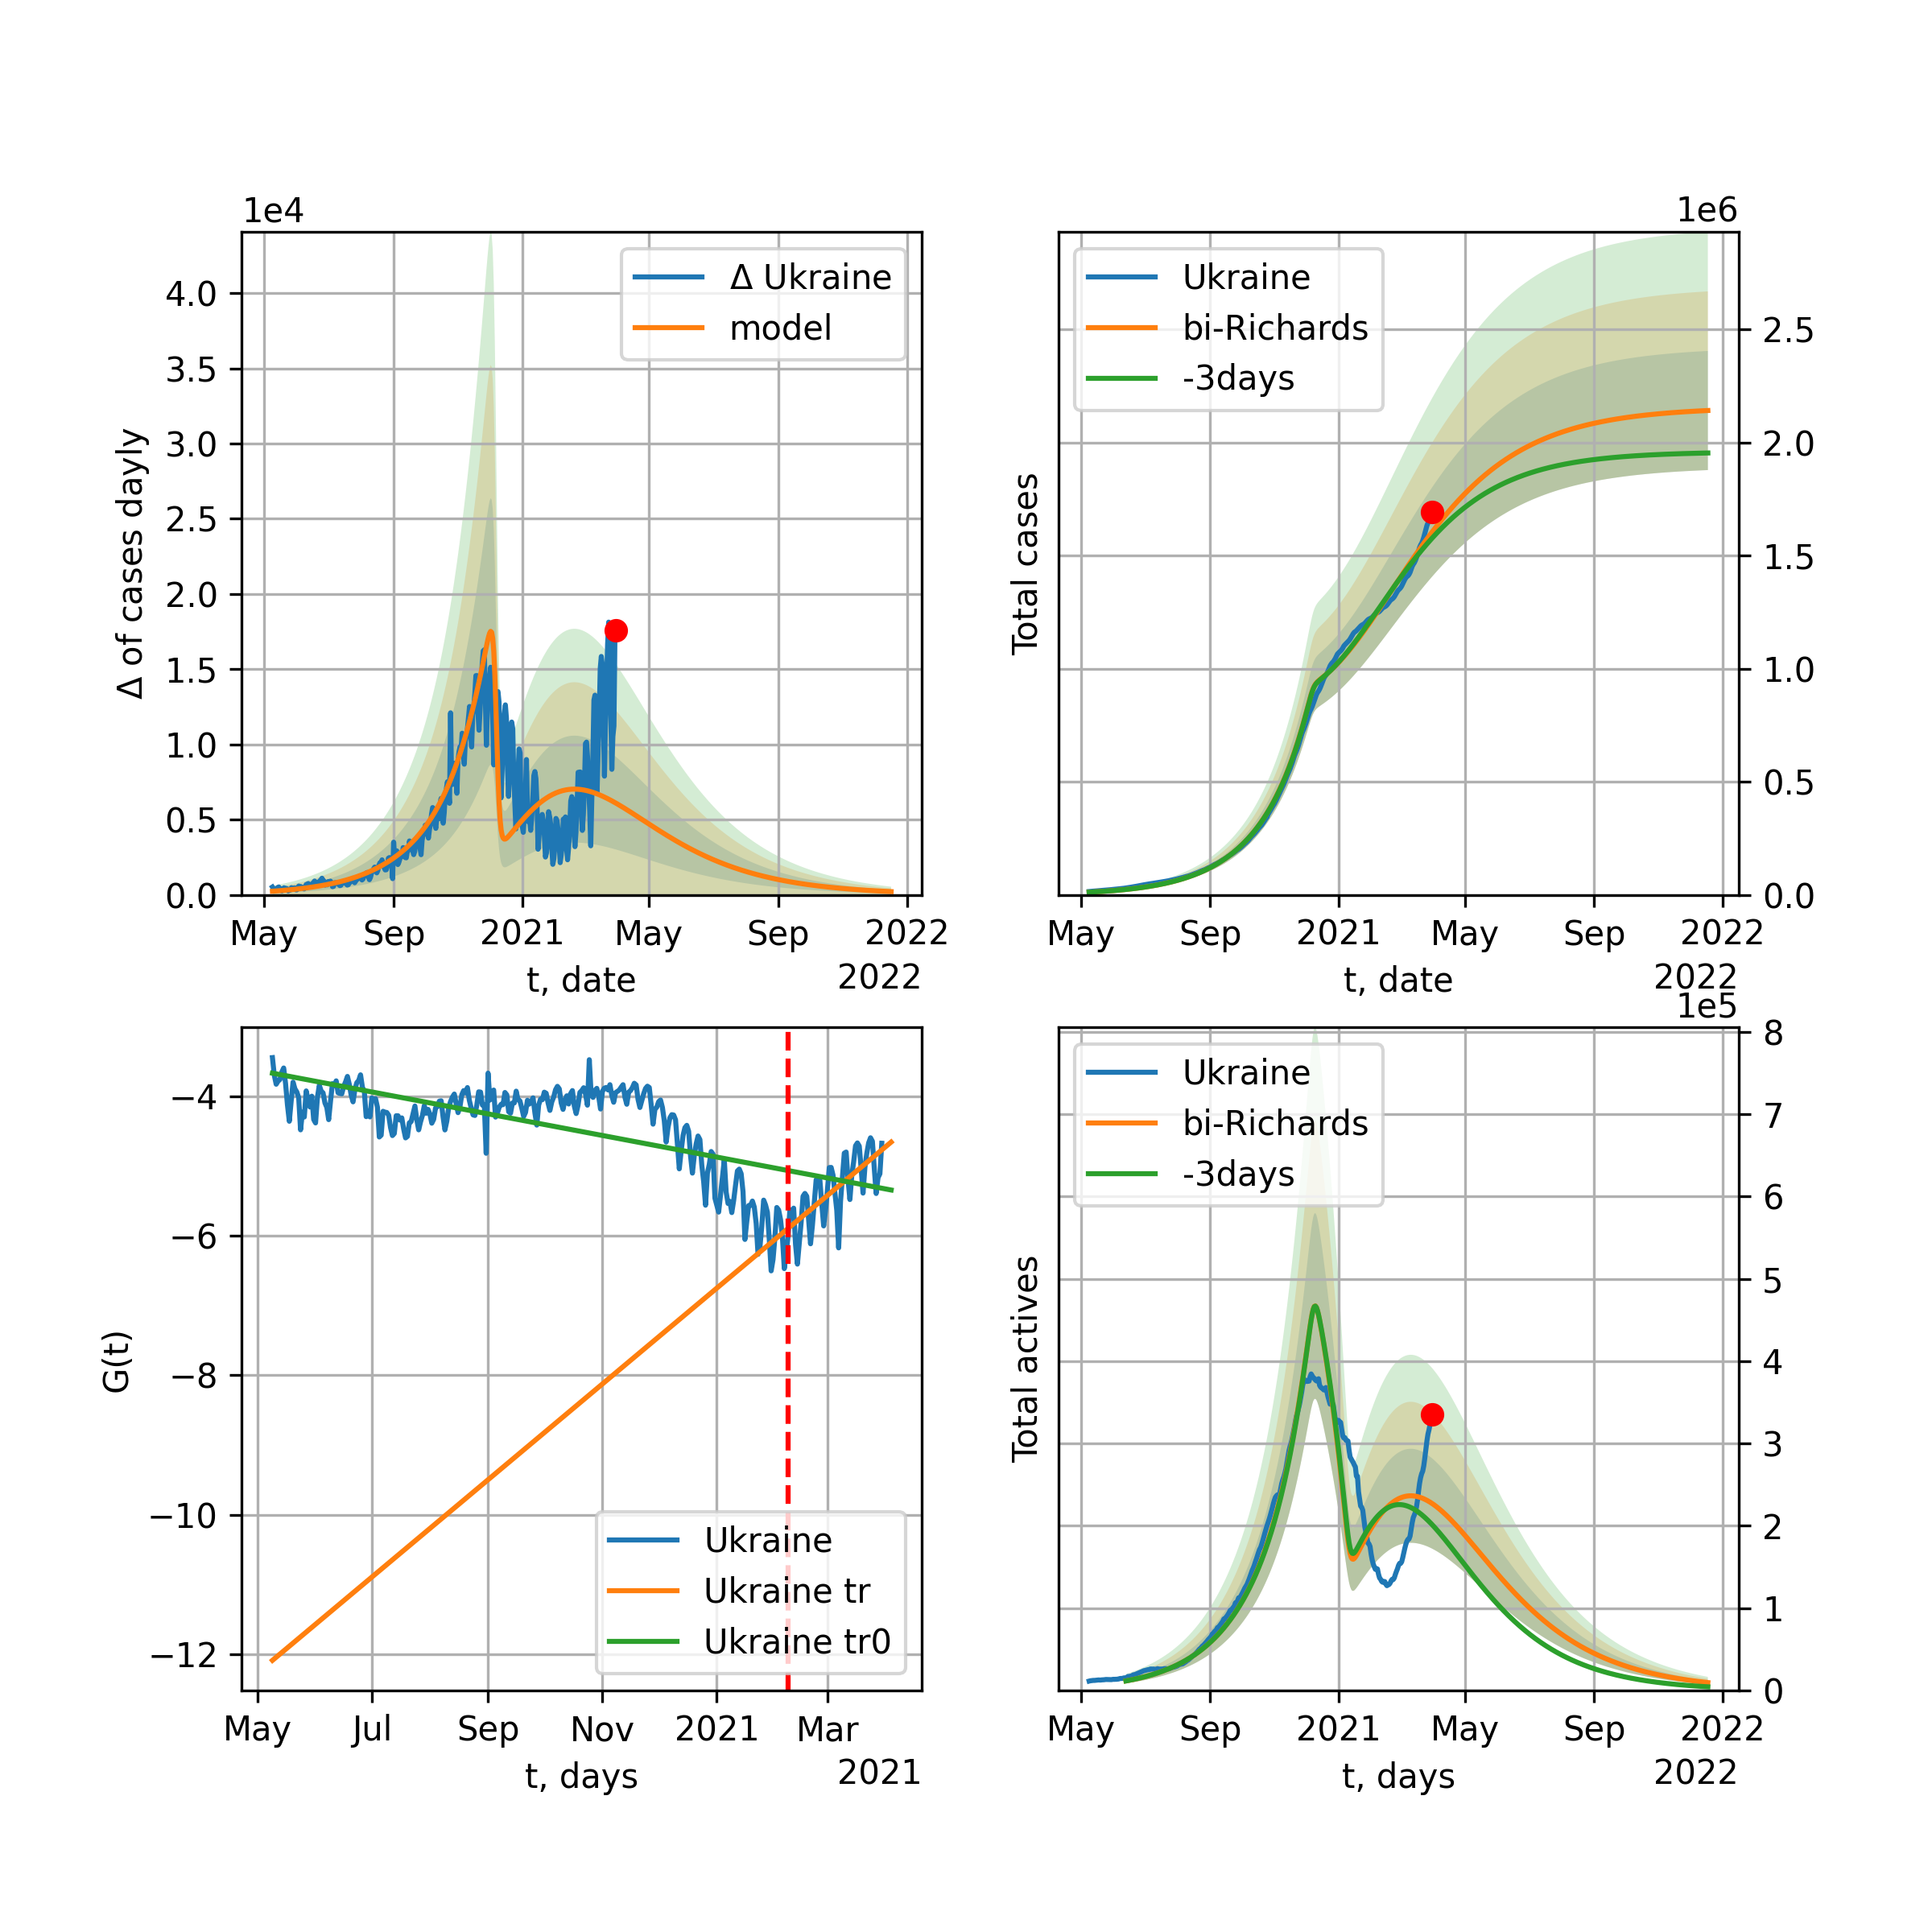 1e4
Δ Ukraine
model
4.0
3.5
3.0
2.5
2.0
1.5
1.0
0.5
0.0
Δ of cases dayly
May Sep 2021 May Sep 2022
t, date
2022
1e6
Ukraine
bi-Richards
-3days
2.5
2.0
1.5
1.0
0.5
0.0
Total cases
May Sep 2021 May Sep 2022
t, date
2022
−4
−6
−8
−10
−12
G(t)
Ukraine
Ukraine tr
Ukraine tr0
May Jul Sep Nov 2021 Mar
t, days
2021
1e5
Ukraine
bi-Richards
-3days
8
7
6
5
4
3
2
1
0
Total actives
May Sep 2021 May Sep 2022
t, days
2022